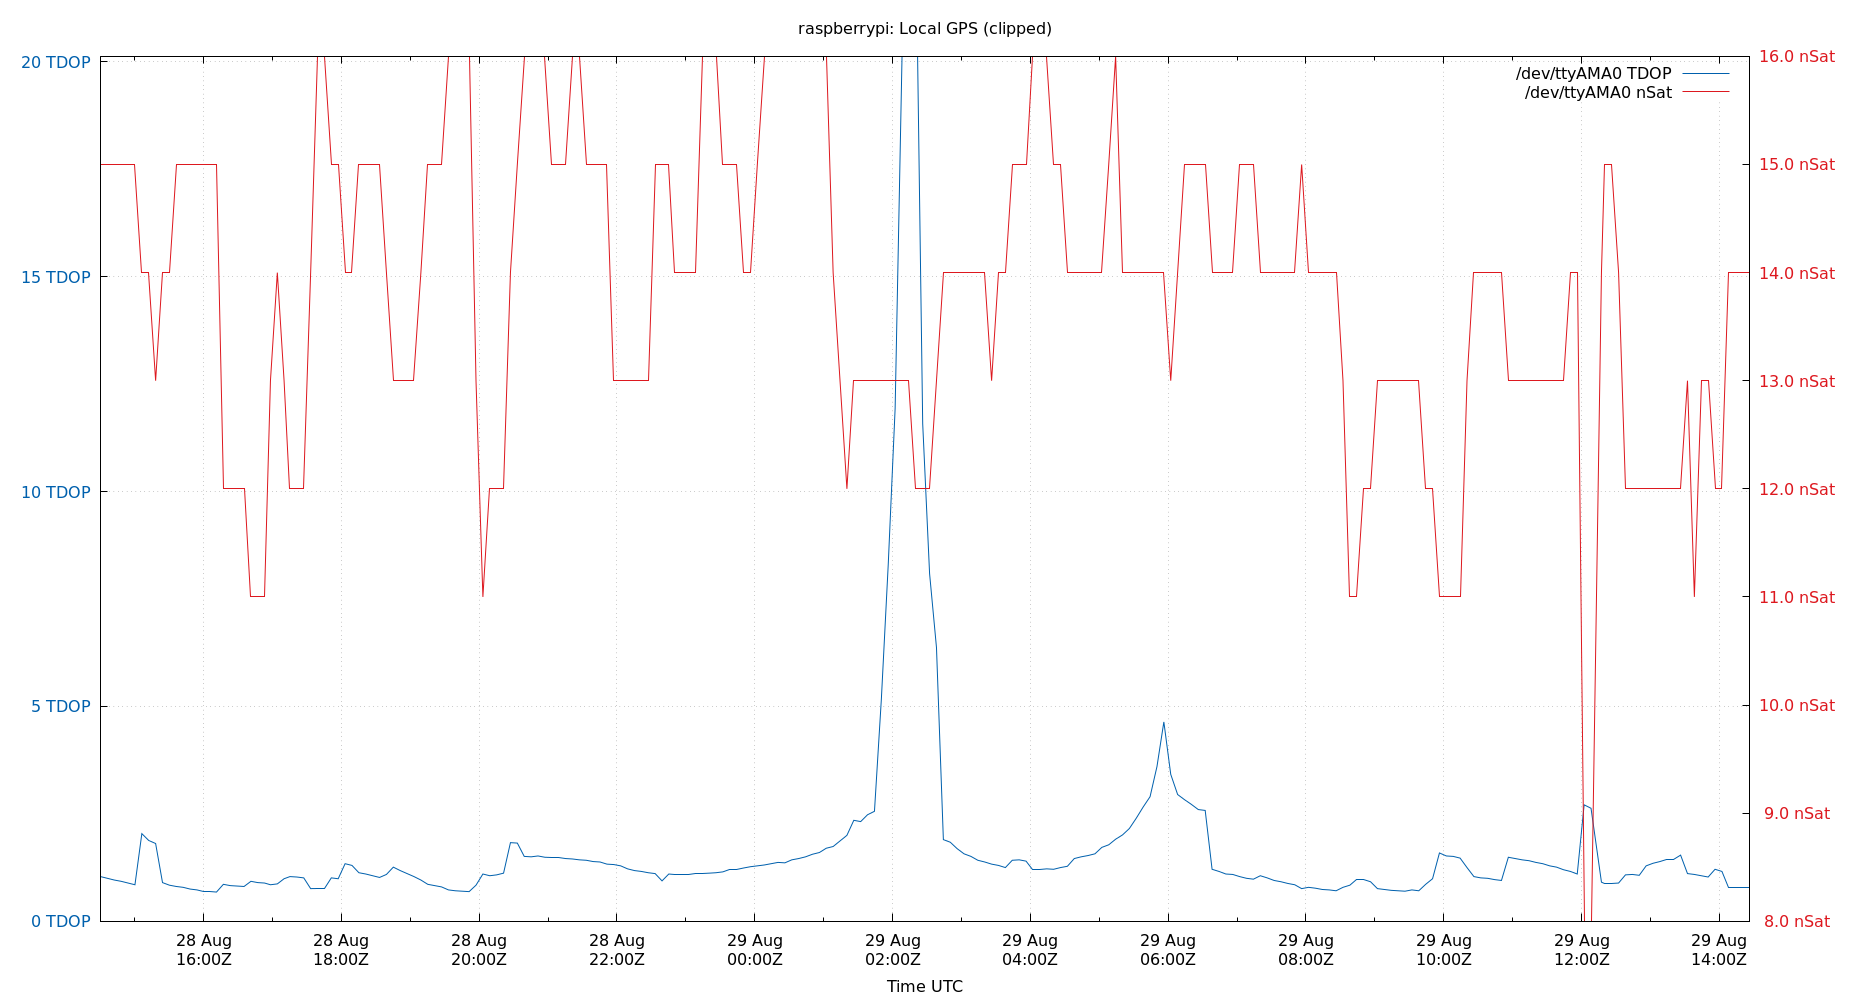 raspberrypi: Local GPS (clipped)
20 TDOP
15 TDOP
10 TDOP
5 TDOP
0 TDOP
16.0 nSat
15.0 nSat
14.0 nSat
13.0 nSat
12.0 nSat
11.0 nSat
10.0 nSat
9.0 nSat
8.0 nSat
/dev/ttyAMA0 TDOP
/dev/ttyAMA0 nSat
28 Aug 28 Aug 28 Aug 28 Aug 29 Aug 29 Aug 29 Aug 29 Aug 29 Aug 29 Aug 29 Aug 29 Aug
16:00Z 18:00Z 20:00Z 22:00Z 00:00Z 02:00Z 04:00Z 06:00Z 08:00Z 10:00Z 12:00Z 14:00Z
Time UTC